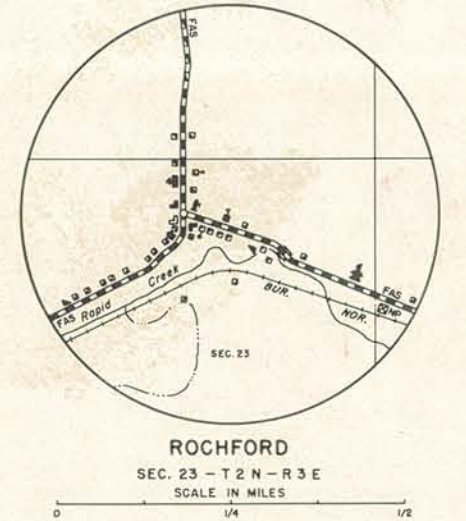 FAS
FAS
Rapid Creek
BUR. NOR.
FAS
NP
SEC. 23
ROCHFORD
SEC. 23 – T 2 N – R 3 E
SCALE IN MILES
0 1/4 1/2